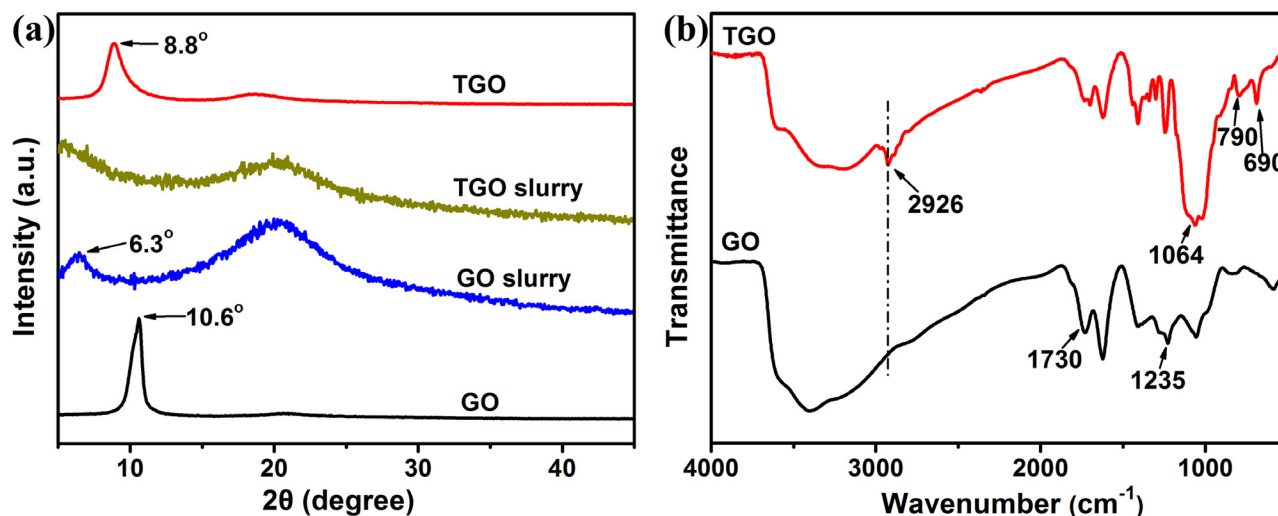 (a)
8.8°
TGO
TGO slurry
6.3°
GO slurry
10.6°
GO
Intensity (a.u.)
10
20
30
40
2θ (degree)
(b)
TGO
2926
790
690
1064
GO
1730
1235
Transmittance
4000
3000
2000
1000
Wavenumber (cm⁻¹)